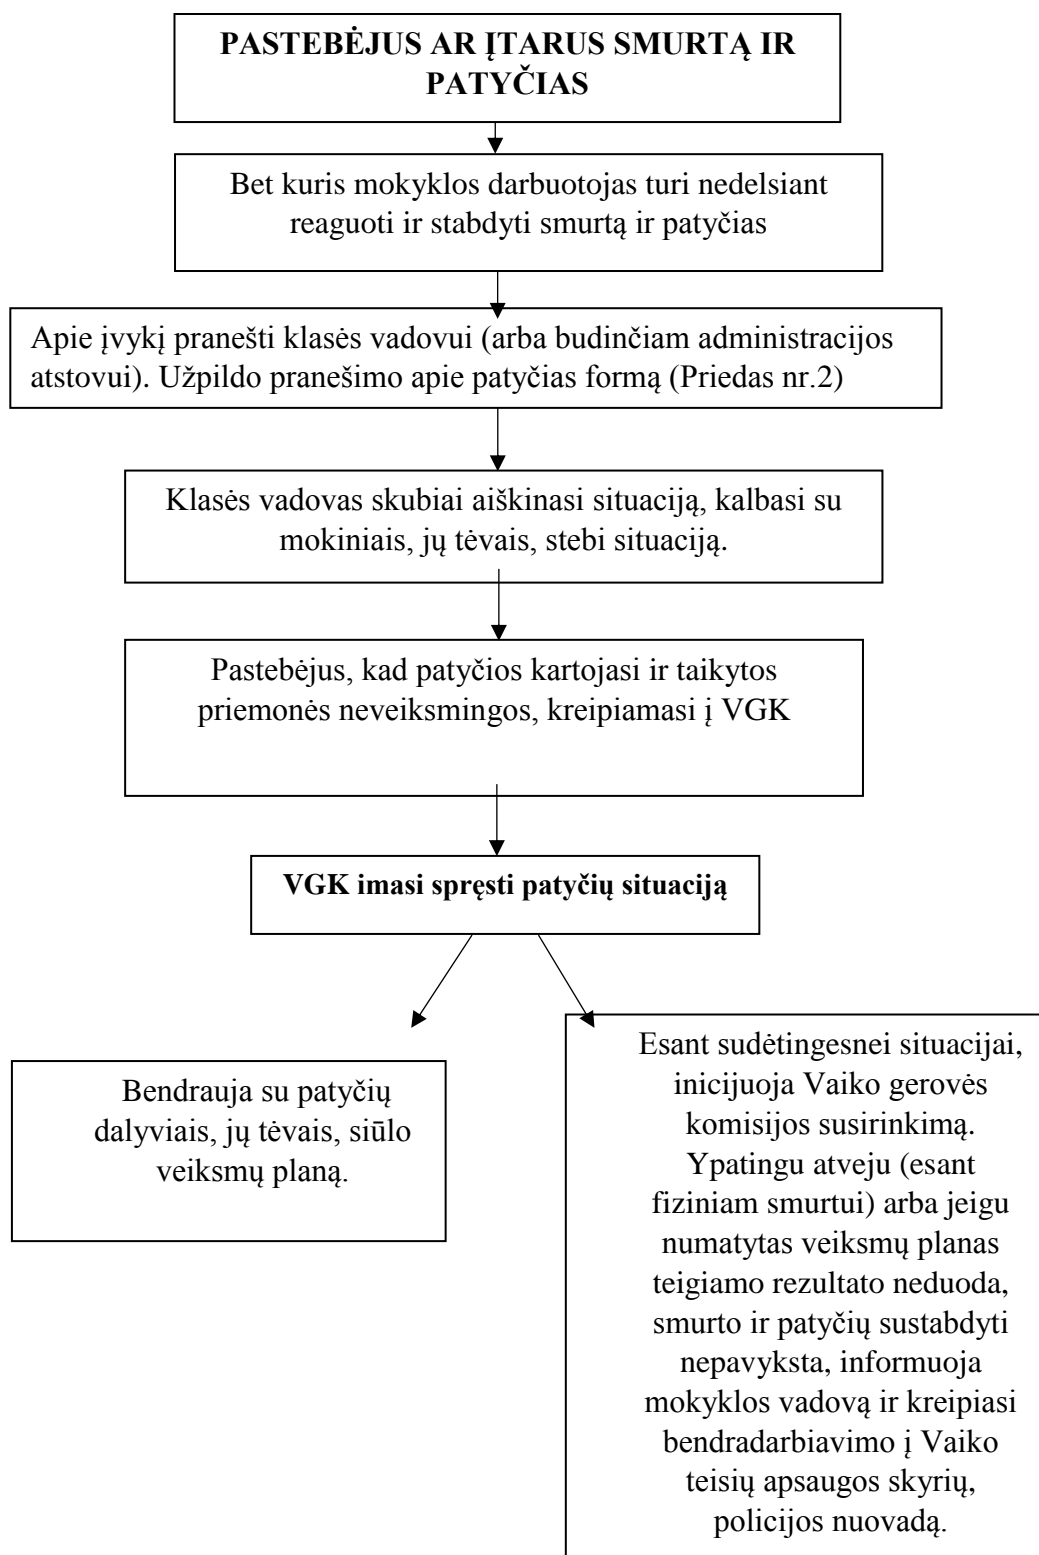 PASTEBĖJUS AR ĮTARUS SMURTĄ IR
PATYČIAS
Bet kuris mokyklos darbuotojas turi nedelsiant
reaguoti ir stabdyti smurtą ir patyčias
Apie įvykį pranešti klasės vadovui (arba budinčiam administracijos
atstovui). Užpildo pranešimo apie patyčias formą (Priedas nr.2)
Klasės vadovas skubiai aiškinasi situaciją, kalbasi su
mokiniais, jų tėvais, stebi situaciją.
Pastebėjus, kad patyčios kartojasi ir taikytos
priemonės neveiksmingos, kreipiamasi į VGK
VGK imasi spręsti patyčių situaciją
Bendrauja su patyčių
dalyviais, jų tėvais, siūlo
veiksmų planą.
Esant sudėtingesnei situacijai,
inicijuoja Vaiko gerovės
komisijos susirinkimą.
Ypatingu atveju (esant
fiziniam smurtui) arba jeigu
numatytas veiksmų planas
teigiamo rezultato neduoda,
smurto ir patyčių sustabdyti
nepavyksta, informuoja
mokyklos vadovą ir kreipiasi
bendradarbiavimo į Vaiko
teisių apsaugos skyrių,
policijos nuovadą.